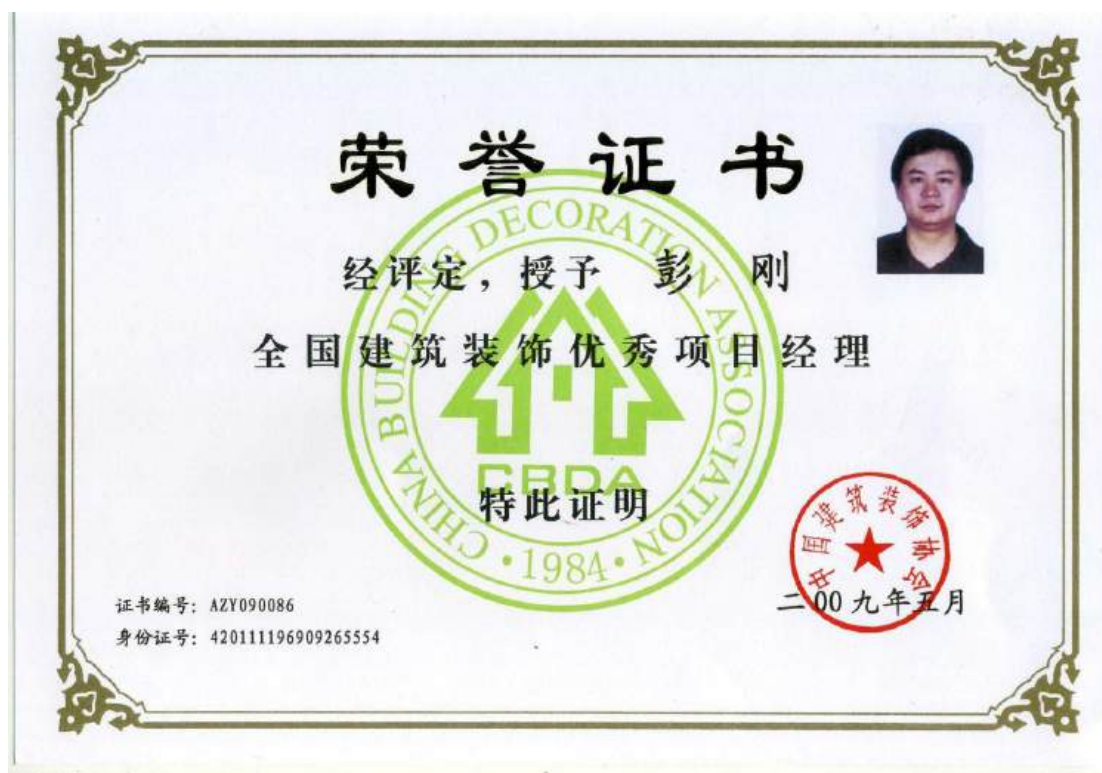 荣誉证书
经评定，授予 彭刚
全国建筑装饰优秀项目经理
特此证明
CHINA BUILDING DECORATION ASSOCIATION
CBDA
·1984·
中国建筑装饰协会
二00九年五月
证书编号：AZY090086
身份证号：420111196909265554